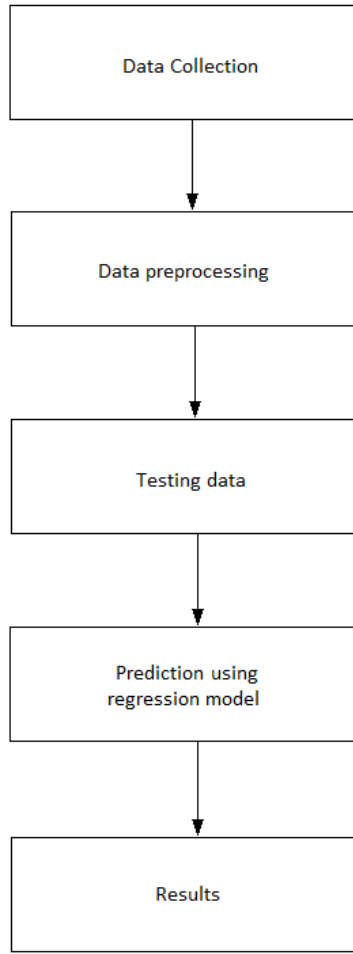 Data Collection
Data preprocessing
Testing data
Prediction using
regression model
Results